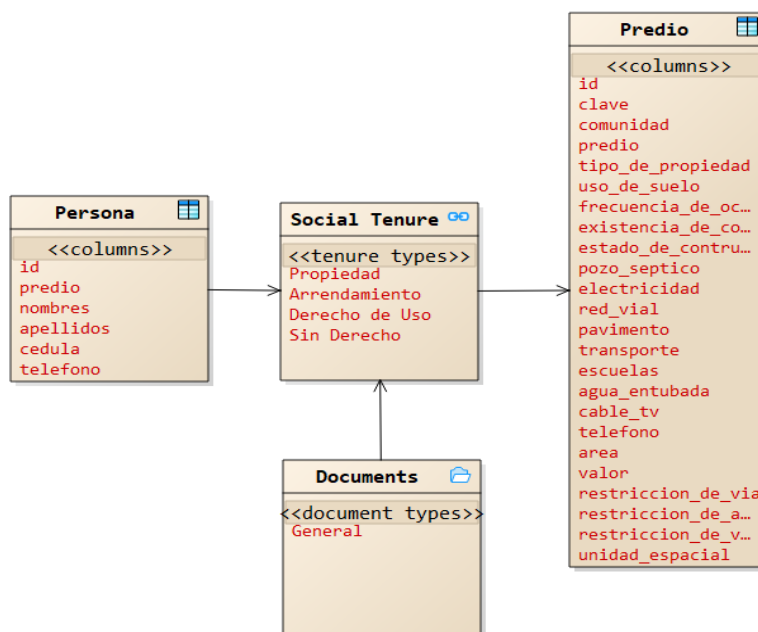 Persona
<<columns>>
id
predio
nombres
apellidos
cedula
telefono
Social Tenure
<<tenure types>>
Propiedad
Arrendamiento
Derecho de Uso
Sin Derecho
Documents
<<document types>>
General
Predio
<<columns>>
id
clave
comunidad
predio
tipo_de_propiedad
uso_de_suelo
frecuencia_de_oc…
existencia_de_co…
estado_de_contru…
pozo_septico
electricidad
red_vial
pavimento
transporte
escuelas
agua_entubada
cable_tv
telefono
area
valor
restriccion_de_via
restriccion_de_a…
restriccion_de_v…
unidad_espacial